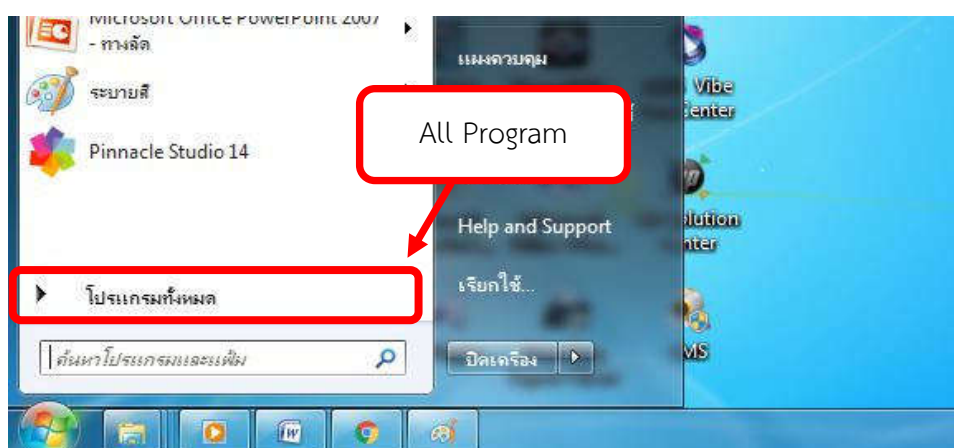 Microsoft Office PowerPoint 2007
- ทางลัด
ระบายสี
Pinnacle Studio 14
โปรแกรมทั้งหมด
ค้นหาโปรแกรมและแฟ้ม
แผงควบคุม
All Program
Help and Support
เรียกใช้...
ปิดเครื่อง
Vibe
Center
lution
nter
MS